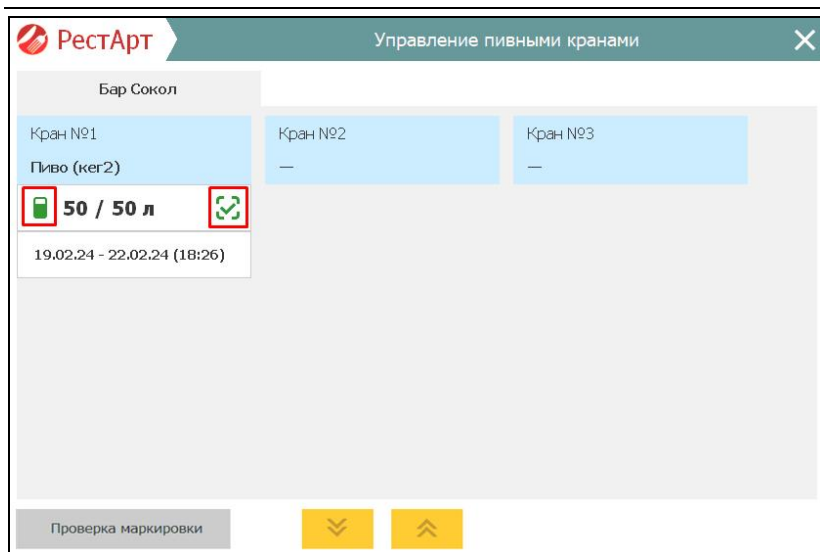 РестАрт
Управление пивными кранами
Бар Сокол
Кран №1
Пиво (кег2)
50 / 50 л
19.02.24 - 22.02.24 (18:26)
Кран №2
—
Кран №3
—
Проверка маркировки